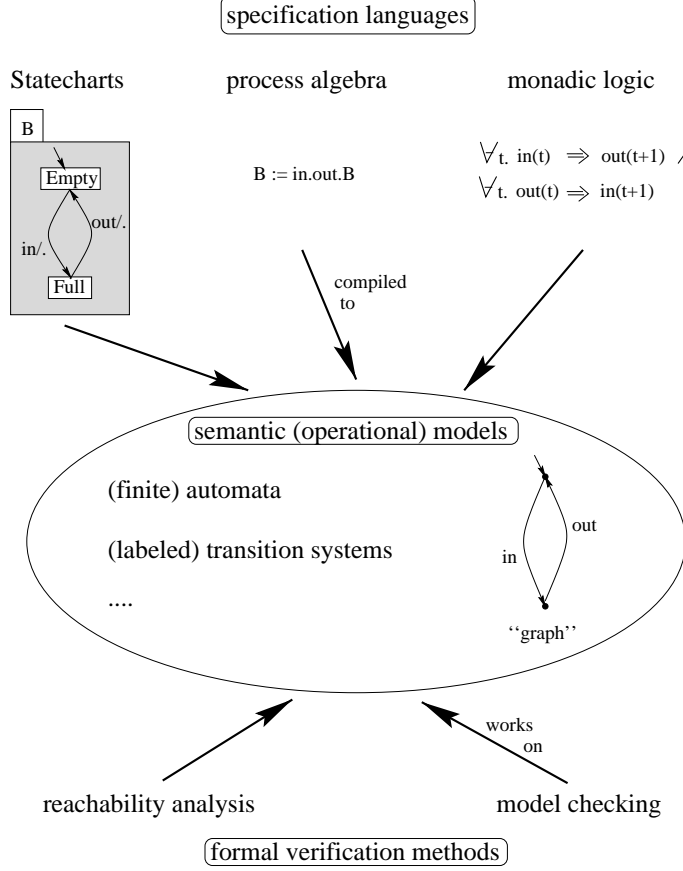 specification languages
Statecharts
process algebra
monadic logic
B
Empty
in/.
out/.
Full
B := in.out.B
∀t. in(t) ⇒ out(t+1) ∧
∀t. out(t) ⇒ in(t+1)
compiled
to
semantic (operational) models
(finite) automata
(labeled) transition systems
....
in
out
‘‘graph’’
works
on
reachability analysis
model checking
formal verification methods